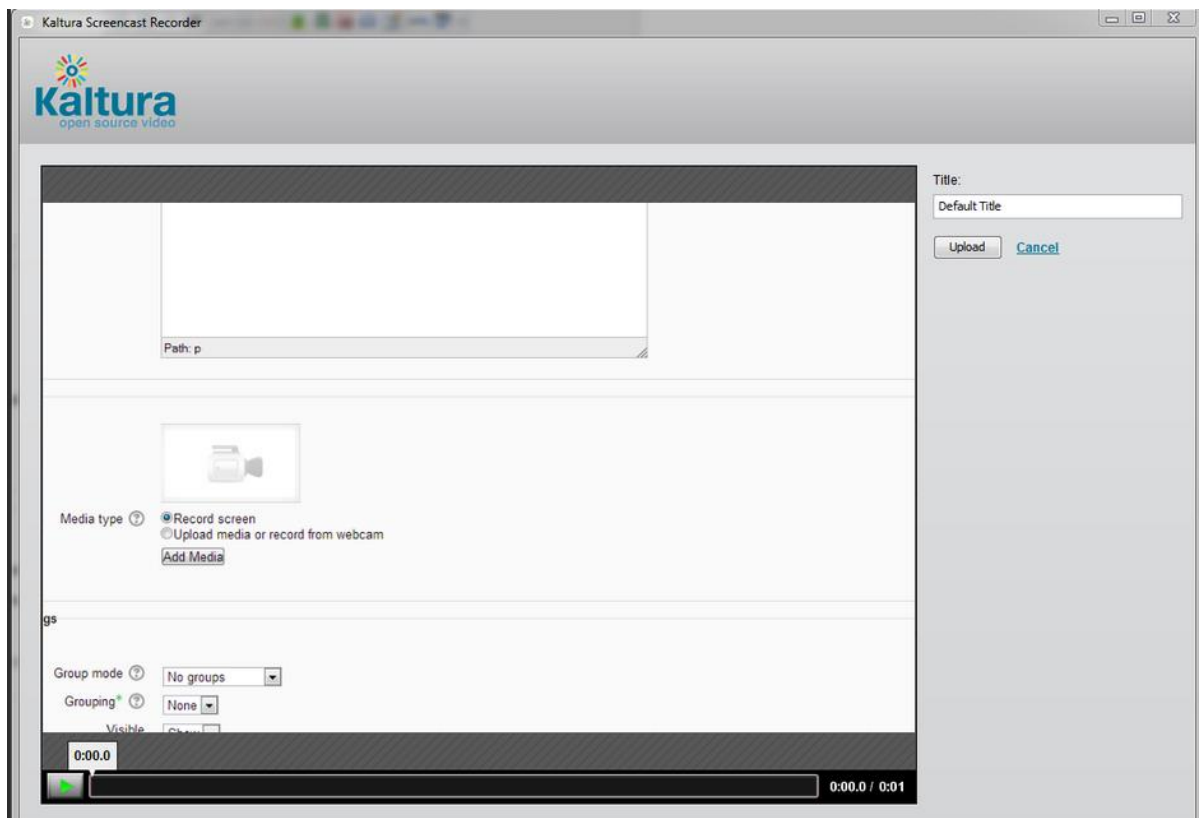 Kaltura Screencast Recorder
Kaltura
open source video
Title:
Default Title
Upload Cancel
Path: p
Media type
Record screen
Upload media or record from webcam
Add Media
gs
Group mode No groups
Grouping* None
Visible Show
0:00.0
0:00.0 / 0:01